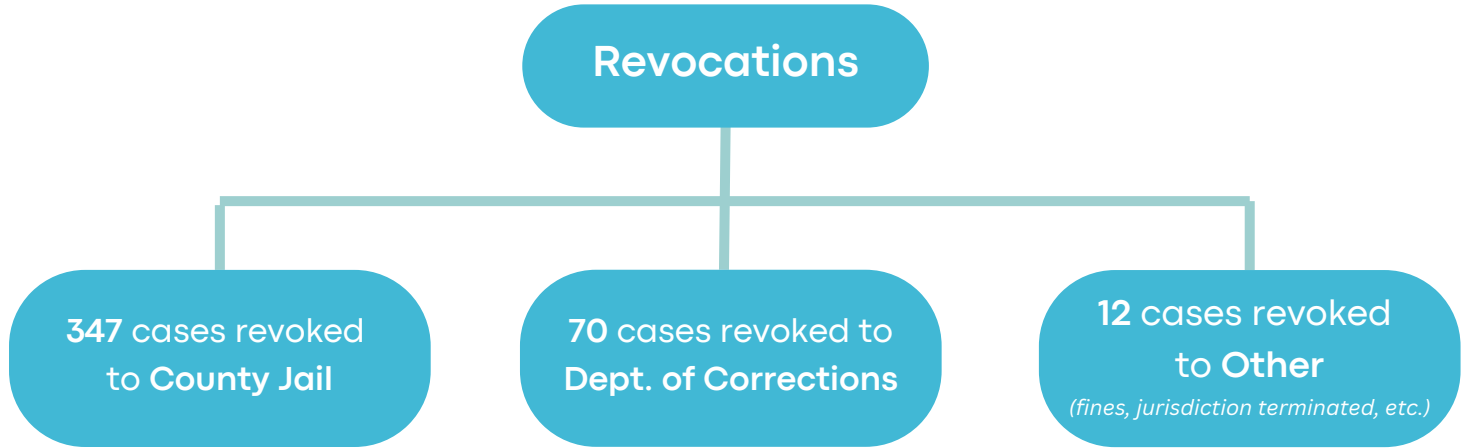 Revocations
347 cases revoked
to County Jail
70 cases revoked to
Dept. of Corrections
12 cases revoked
to Other
(fines, jurisdiction terminated, etc.)